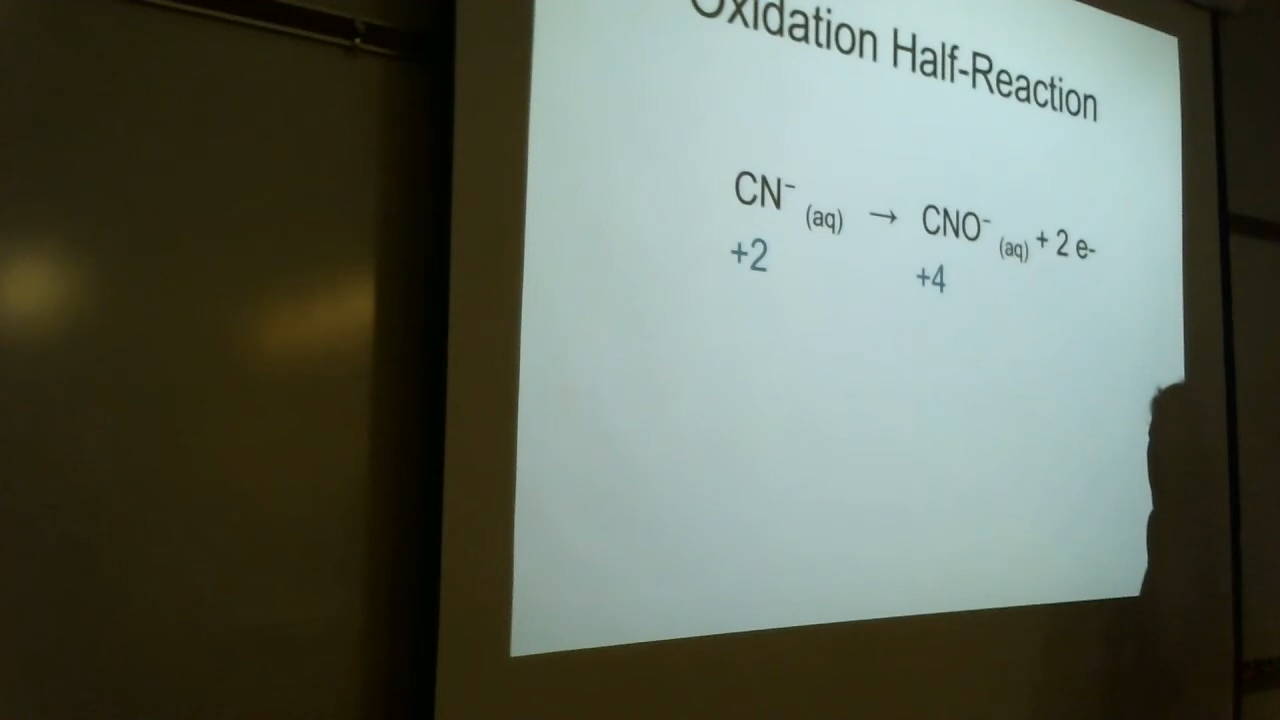 Oxidation Half-Reaction
CN⁻ (aq) → CNO⁻ (aq) + 2 e-
+2 +4